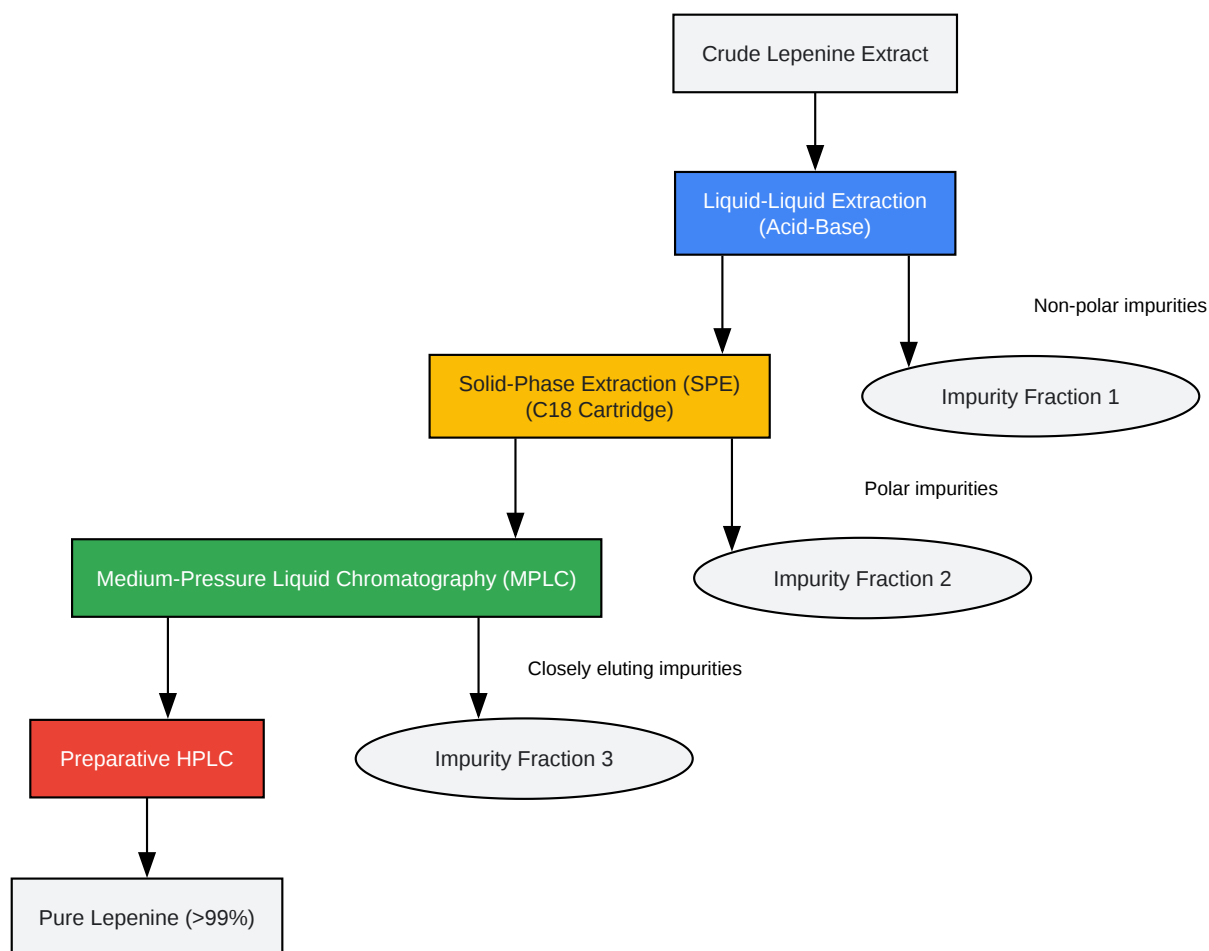 Crude Lepenine Extract
Liquid-Liquid Extraction
(Acid-Base)
Non-polar impurities
Solid-Phase Extraction (SPE)
(C18 Cartridge)
Impurity Fraction 1
Polar impurities
Medium-Pressure Liquid Chromatography (MPLC)
Impurity Fraction 2
Closely eluting impurities
Preparative HPLC
Impurity Fraction 3
Pure Lepenine (>99%)